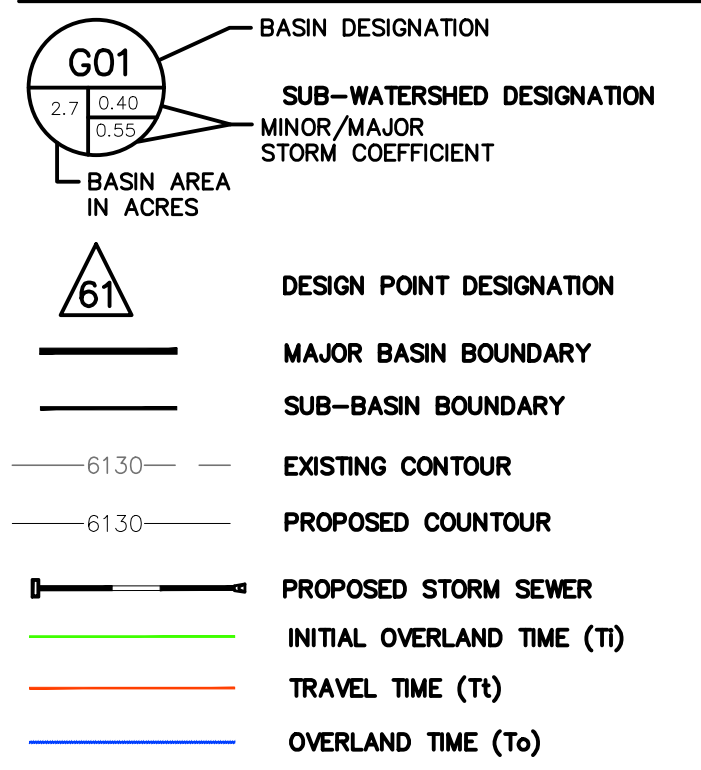 BASIN DESIGNATION
G01
2.7
0.40
0.55
SUB-WATERSHED DESIGNATION
MINOR/MAJOR
STORM COEFFICIENT
BASIN AREA
IN ACRES
61
DESIGN POINT DESIGNATION
MAJOR BASIN BOUNDARY
SUB-BASIN BOUNDARY
6130
EXISTING CONTOUR
6130
PROPOSED COUNTOUR
PROPOSED STORM SEWER
INITIAL OVERLAND TIME (Ti)
TRAVEL TIME (Tt)
OVERLAND TIME (To)